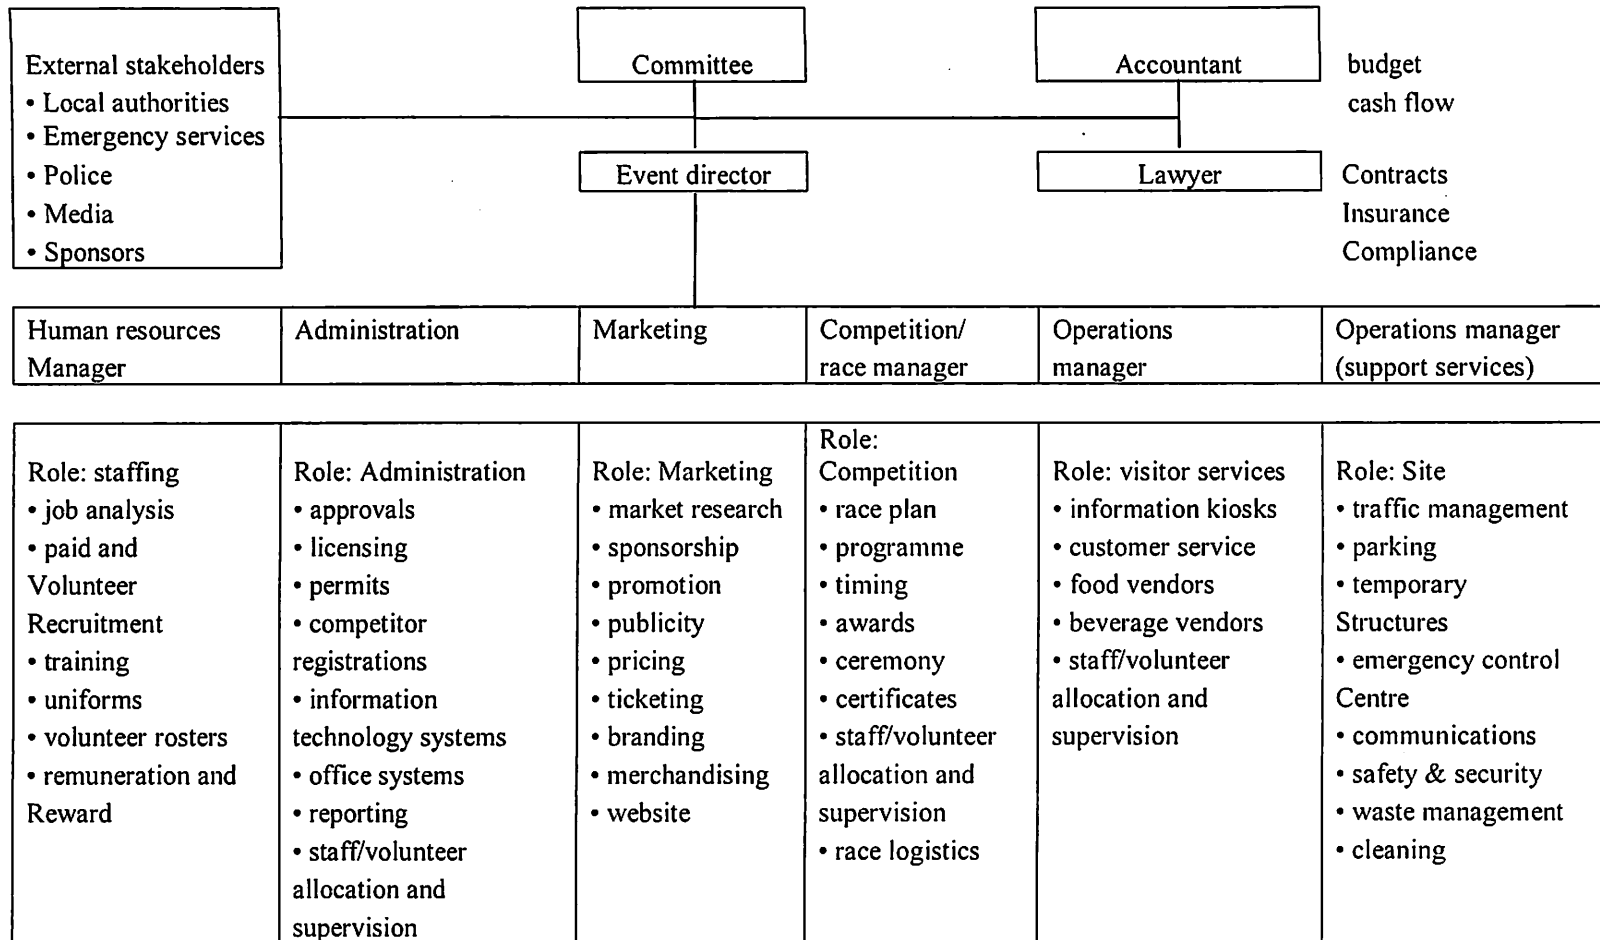 External stakeholders
• Local authorities
• Emergency services
• Police
• Media
• Sponsors
Committee
Event director
Accountant
Lawyer
budget
cash flow
Contracts
Insurance
Compliance
Human resources
Manager
Administration
Marketing
Competition/
race manager
Operations
manager
Operations manager
(support services)
Role: staffing
• job analysis
• paid and
Volunteer
Recruitment
• training
• uniforms
• volunteer rosters
• remuneration and
Reward
Role: Administration
• approvals
• licensing
• permits
• competitor
registrations
• information
technology systems
• office systems
• reporting
• staff/volunteer
allocation and
supervision
Role: Marketing
• market research
• sponsorship
• promotion
• publicity
• pricing
• ticketing
• branding
• merchandising
• website
Role:
Competition
• race plan
• programme
• timing
• awards
• ceremony
• certificates
• staff/volunteer
allocation and
supervision
• race logistics
Role: visitor services
• information kiosks
• customer service
• food vendors
• beverage vendors
• staff/volunteer
allocation and
supervision
Role: Site
• traffic management
• parking
• temporary
Structures
• emergency control
Centre
• communications
• safety & security
• waste management
• cleaning